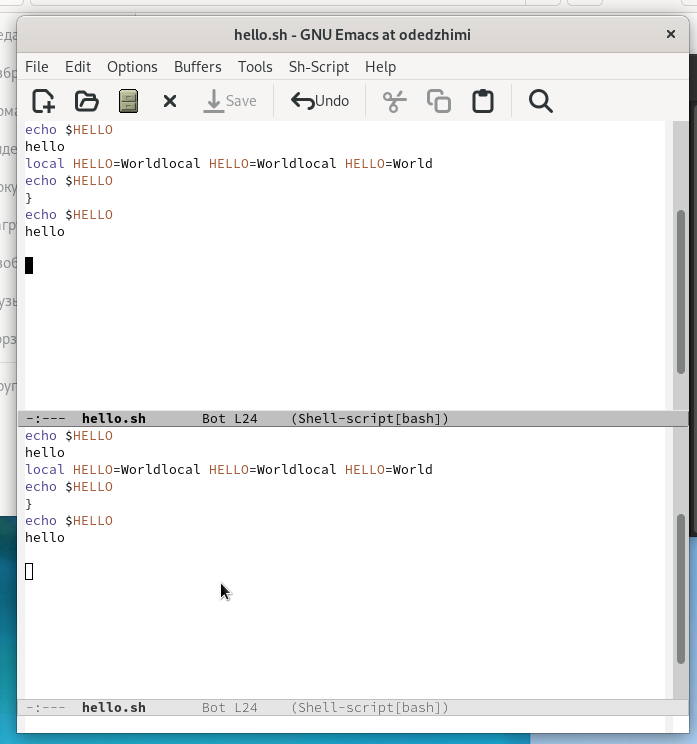 hello.sh - GNU Emacs at odedzhimi
File Edit Options Buffers Tools Sh-Script Help
Save Undo
echo $HELLO
hello
local HELLO=Worldlocal HELLO=Worldlocal HELLO=World
echo $HELLO
}
echo $HELLO
hello
-:--- hello.sh Bot L24 (Shell-script[bash])
echo $HELLO
hello
local HELLO=Worldlocal HELLO=Worldlocal HELLO=World
echo $HELLO
}
echo $HELLO
hello
-:--- hello.sh Bot L24 (Shell-script[bash])